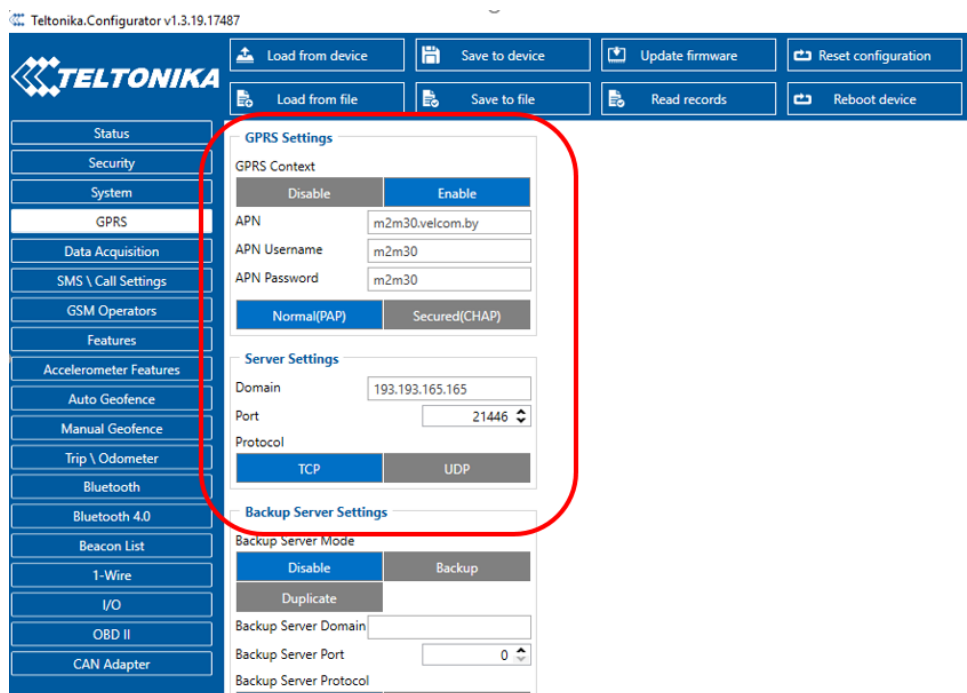 Teltonika.Configurator v1.3.19.17487
TELTONIKA
Load from device
Save to device
Update firmware
Reset configuration
Load from file
Save to file
Read records
Reboot device
Status
Security
System
GPRS
Data Acquisition
SMS \ Call Settings
GSM Operators
Features
Accelerometer Features
Auto Geofence
Manual Geofence
Trip \ Odometer
Bluetooth
Bluetooth 4.0
Beacon List
1-Wire
I/O
OBD II
CAN Adapter
GPRS Settings
GPRS Context
Disable Enable
APN m2m30.velcom.by
APN Username m2m30
APN Password m2m30
Normal(PAP) Secured(CHAP)
Server Settings
Domain 193.193.165.165
Port 21446
Protocol
TCP UDP
Backup Server Settings
Backup Server Mode
Disable Backup
Duplicate
Backup Server Domain
Backup Server Port 0
Backup Server Protocol